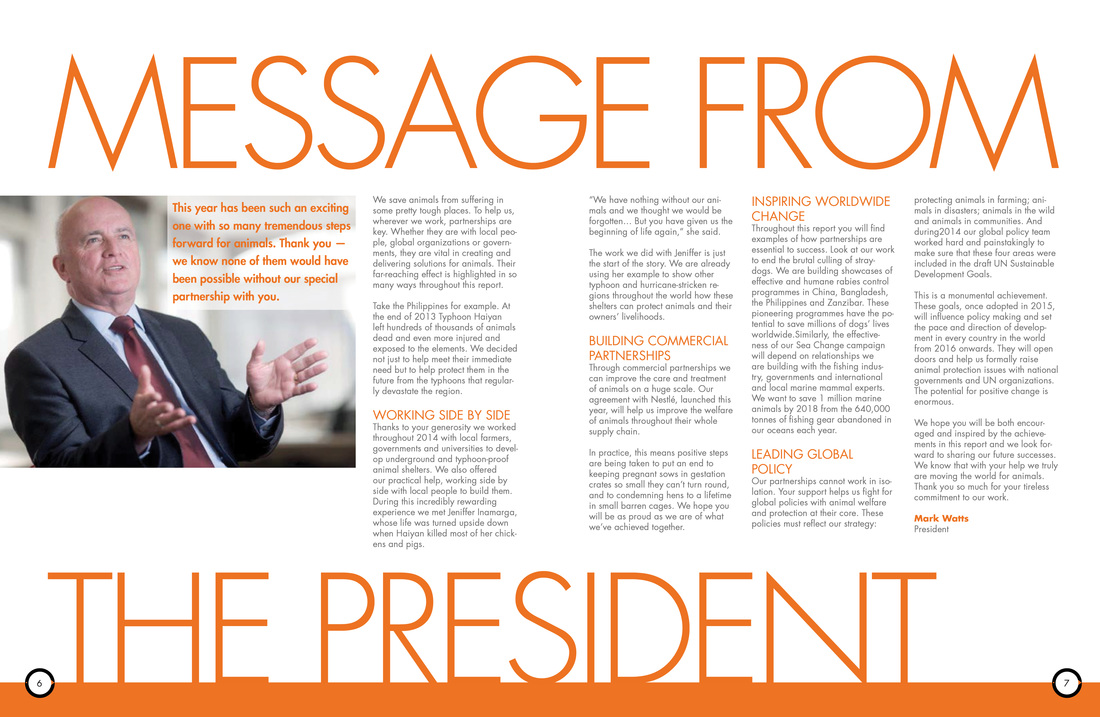 MESSAGE FROM
This year has been such an exciting
one with so many tremendous steps
forward for animals. Thank you —
we know none of them would have
been possible without our special
partnership with you.
We save animals from suffering in
some pretty tough places. To help us,
wherever we work, partnerships are
key. Whether they are with local peo-
ple, global organizations or govern-
ments, they are vital in creating and
delivering solutions for animals. Their
far-reaching effect is highlighted in so
many ways throughout this report.
Take the Philippines for example. At
the end of 2013 Typhoon Haiyan
left hundreds of thousands of animals
dead and even more injured and
exposed to the elements. We decided
not just to help meet their immediate
need but to help protect them in the
future from the typhoons that regular-
ly devastate the region.
WORKING SIDE BY SIDE
Thanks to your generosity we worked
throughout 2014 with local farmers,
governments and universities to devel-
op underground and typhoon-proof
animal shelters. We also offered
our practical help, working side by
side with local people to build them.
During this incredibly rewarding
experience we met Jeniffer Inamarga,
whose life was turned upside down
when Haiyan killed most of her chick-
ens and pigs.
“We have nothing without our ani-
mals and we thought we would be
forgotten... But you have given us the
beginning of life again,” she said.
The work we did with Jeniffer is just
the start of the story. We are already
using her example to show other
typhoon and hurricane-stricken re-
gions throughout the world how these
shelters can protect animals and their
owners’ livelihoods.
BUILDING COMMERCIAL
PARTNERSHIPS
Through commercial partnerships we
can improve the care and treatment
of animals on a huge scale. Our
agreement with Nestlé, launched this
year, will help us improve the welfare
of animals throughout their whole
supply chain.
In practice, this means positive steps
are being taken to put an end to
keeping pregnant sows in gestation
crates so small they can’t turn round,
and to condemning hens to a lifetime
in small barren cages. We hope you
will be as proud as we are of what
we’ve achieved together.
INSPIRING WORLDWIDE
CHANGE
Throughout this report you will find
examples of how partnerships are
essential to success. Look at our work
to end the brutal culling of stray-
dogs. We are building showcases of
effective and humane rabies control
programmes in China, Bangladesh,
the Philippines and Zanzibar. These
pioneering programmes have the po-
tential to save millions of dogs’ lives
worldwide.Similarly, the effective-
ness of our Sea Change campaign
will depend on relationships we
are building with the fishing indus-
try, governments and international
and local marine mammal experts.
We want to save 1 million marine
animals by 2018 from the 640,000
tonnes of fishing gear abandoned in
our oceans each year.
LEADING GLOBAL
POLICY
Our partnerships cannot work in iso-
lation. Your support helps us fight for
global policies with animal welfare
and protection at their core. These
policies must reflect our strategy:
protecting animals in farming; ani-
mals in disasters; animals in the wild
and animals in communities. And
during2014 our global policy team
worked hard and painstakingly to
make sure that these four areas were
included in the draft UN Sustainable
Development Goals.
This is a monumental achievement.
These goals, once adopted in 2015,
will influence policy making and set
the pace and direction of develop-
ment in every country in the world
from 2016 onwards. They will open
doors and help us formally raise
animal protection issues with national
governments and UN organizations.
The potential for positive change is
enormous.
We hope you will be both encour-
aged and inspired by the achieve-
ments in this report and we look for-
ward to sharing our future successes.
We know that with your help we truly
are moving the world for animals.
Thank you so much for your tireless
commitment to our work.
Mark Watts
President
THE PRESIDENT
6
7